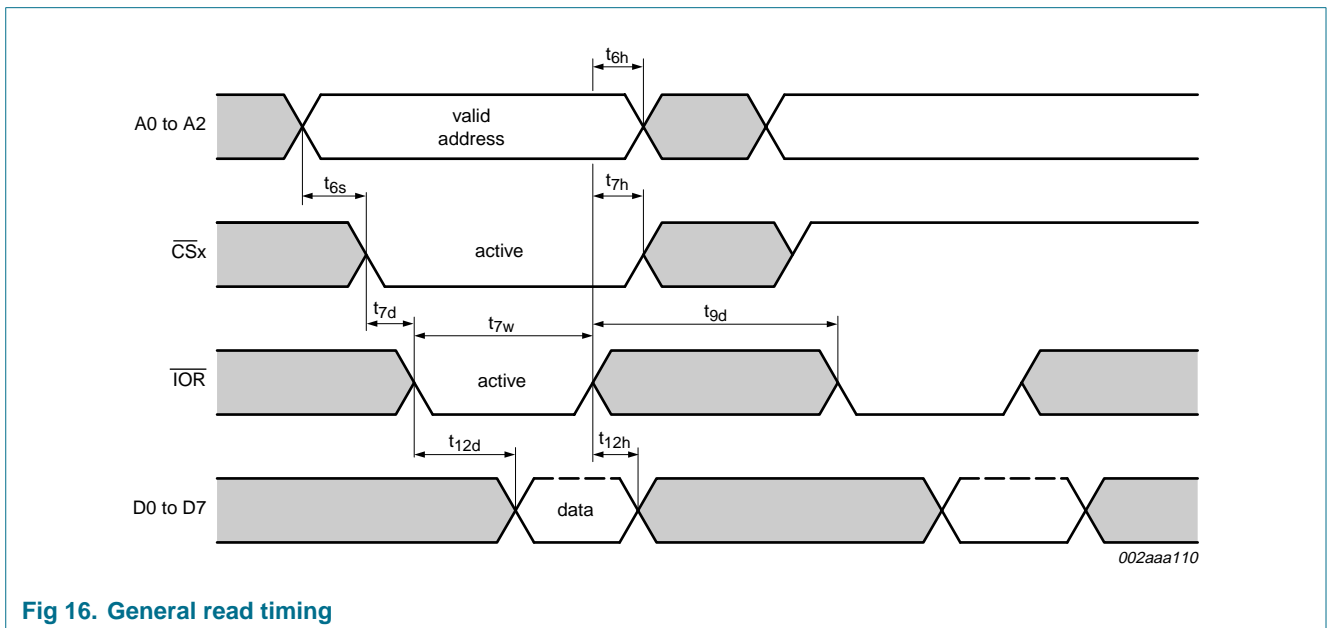 t6h
A0 to A2
valid
address
t6s
t7h
CSx
active
t7d
t7w
t9d
IOR
active
t12d
t12h
D0 to D7
data
002aaa110
Fig 16. General read timing